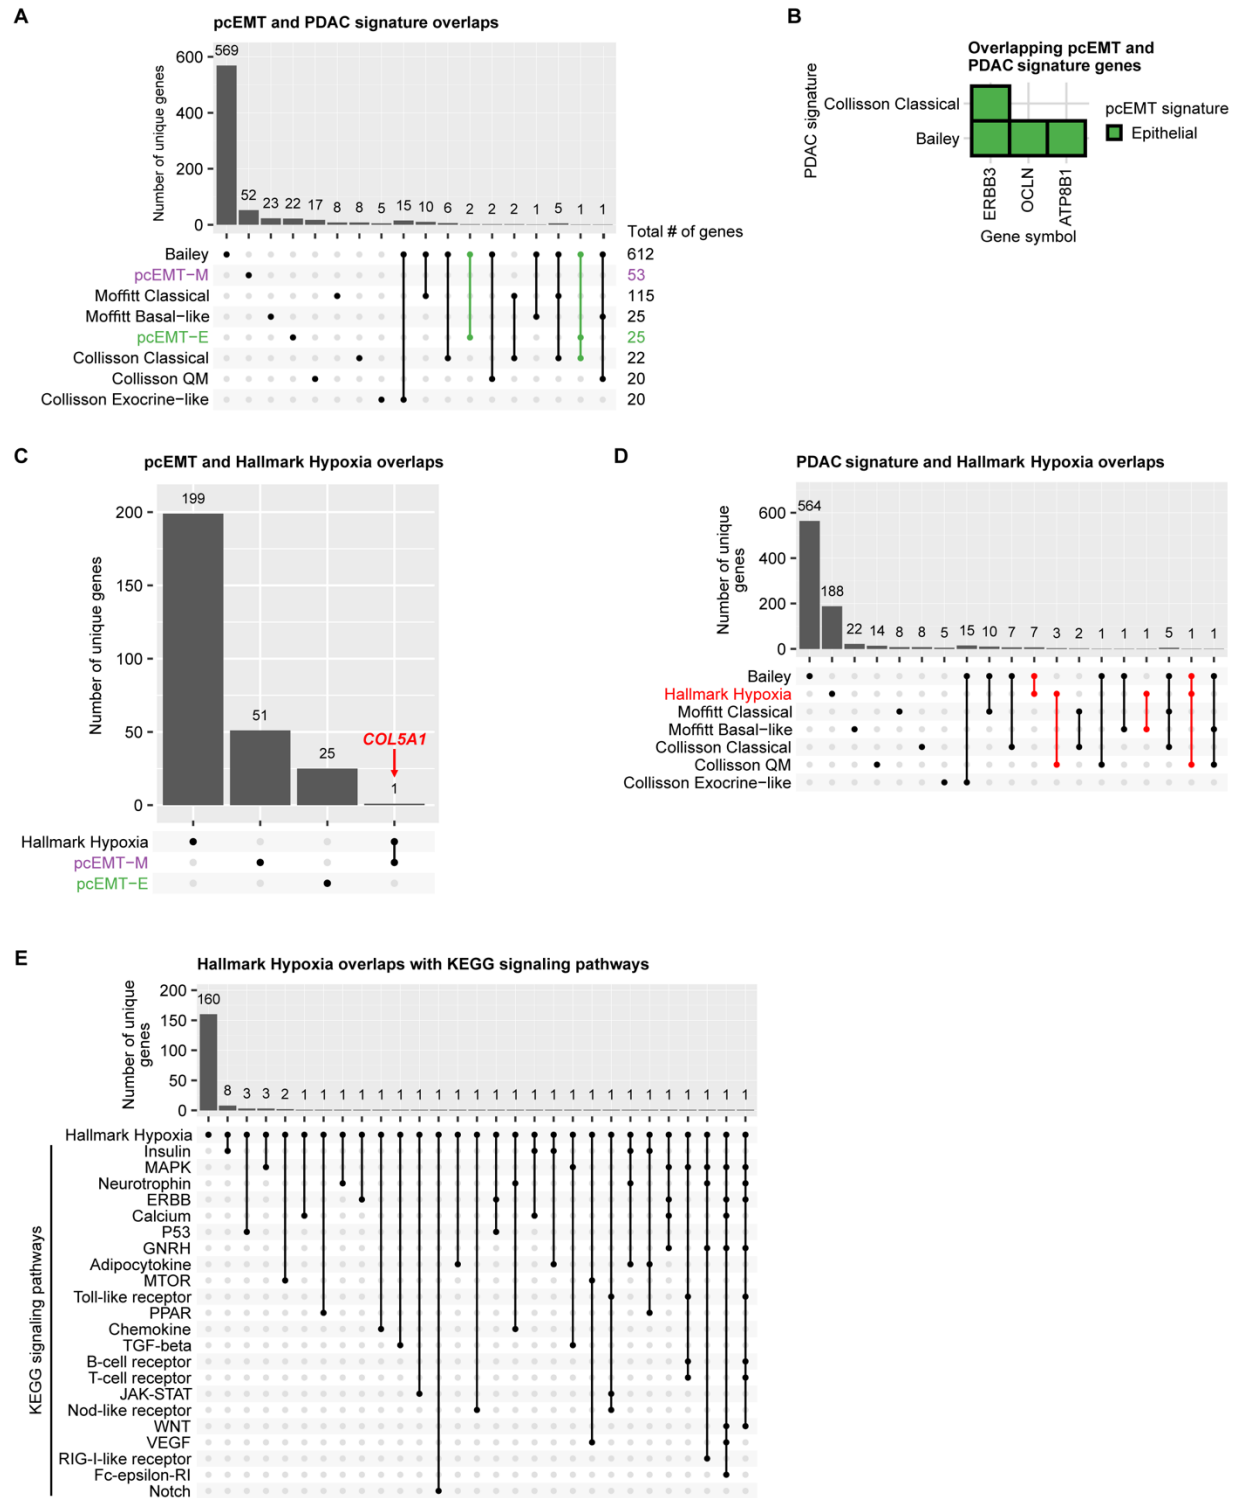 A
pcEMT and PDAC signature overlaps
Number of unique genes
600
400
200
0
569 52 23 22 17 8 8 5 15 10 6 2 2 2 1 5 1 1
Total # of genes
Bailey 612
pcEMT−M 53
Moffitt Classical 115
Moffitt Basal−like 25
pcEMT−E 25
Collisson Classical 22
Collisson QM 20
Collisson Exocrine−like 20
B
Overlapping pcEMT and
PDAC signature genes
PDAC signature
Collisson Classical
Bailey
ERBB3
OCLN
ATP8B1
Gene symbol
pcEMT signature
Epithelial
C
pcEMT and Hallmark Hypoxia overlaps
Number of unique genes
200
150
100
50
0
199
51
25
COL5A1
1
Hallmark Hypoxia
pcEMT−M
pcEMT−E
D
PDAC signature and Hallmark Hypoxia overlaps
Number of unique
genes
600
400
200
0
564 188 22 14 8 8 5 15 10 7 7 3 2 1 1 1 5 1 1
Bailey
Hallmark Hypoxia
Moffitt Classical
Moffitt Basal−like
Collisson Classical
Collisson QM
Collisson Exocrine−like
E
Hallmark Hypoxia overlaps with KEGG signaling pathways
Number of unique
genes
200
150
100
50
0
160 8 3 3 2 1 1 1 1 1 1 1 1 1 1 1 1 1 1 1 1 1 1 1 1 1 1 1 1
Hallmark Hypoxia
KEGG signaling pathways
Insulin
MAPK
Neurotrophin
ERBB
Calcium
P53
GNRH
Adipocytokine
MTOR
Toll-like receptor
PPAR
Chemokine
TGF-beta
B-cell receptor
T-cell receptor
JAK-STAT
Nod-like receptor
WNT
VEGF
RIG-I-like receptor
Fc-epsilon-RI
Notch